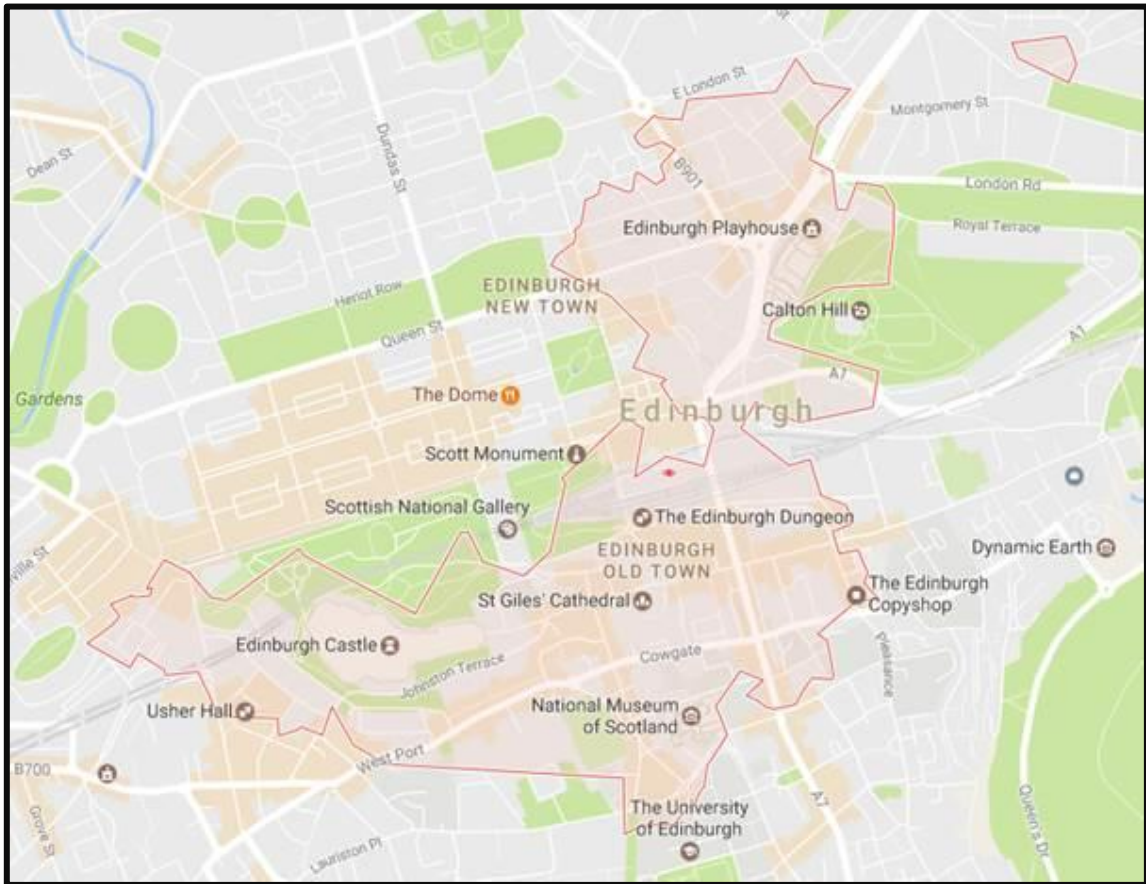 E London St
Montgomery St
Dean St
Dundas St
B901
London Rd
Royal Terrace
Edinburgh Playhouse
EDINBURGH
NEW TOWN
Heriot Row
Queen St
Calton Hill
A1
A7
Gardens
The Dome
Edinburgh
Scott Monument
Scottish National Gallery
The Edinburgh Dungeon
EDINBURGH
OLD TOWN
Dynamic Earth
ville St
The Edinburgh
Copyshop
St Giles' Cathedral
Edinburgh Castle
Cowgate
Pleasance
Johnston Terrace
Usher Hall
National Museum
of Scotland
West Port
B700
The University
of Edinburgh
A7
Queen's Dr
Grove St
Lauriston Pl